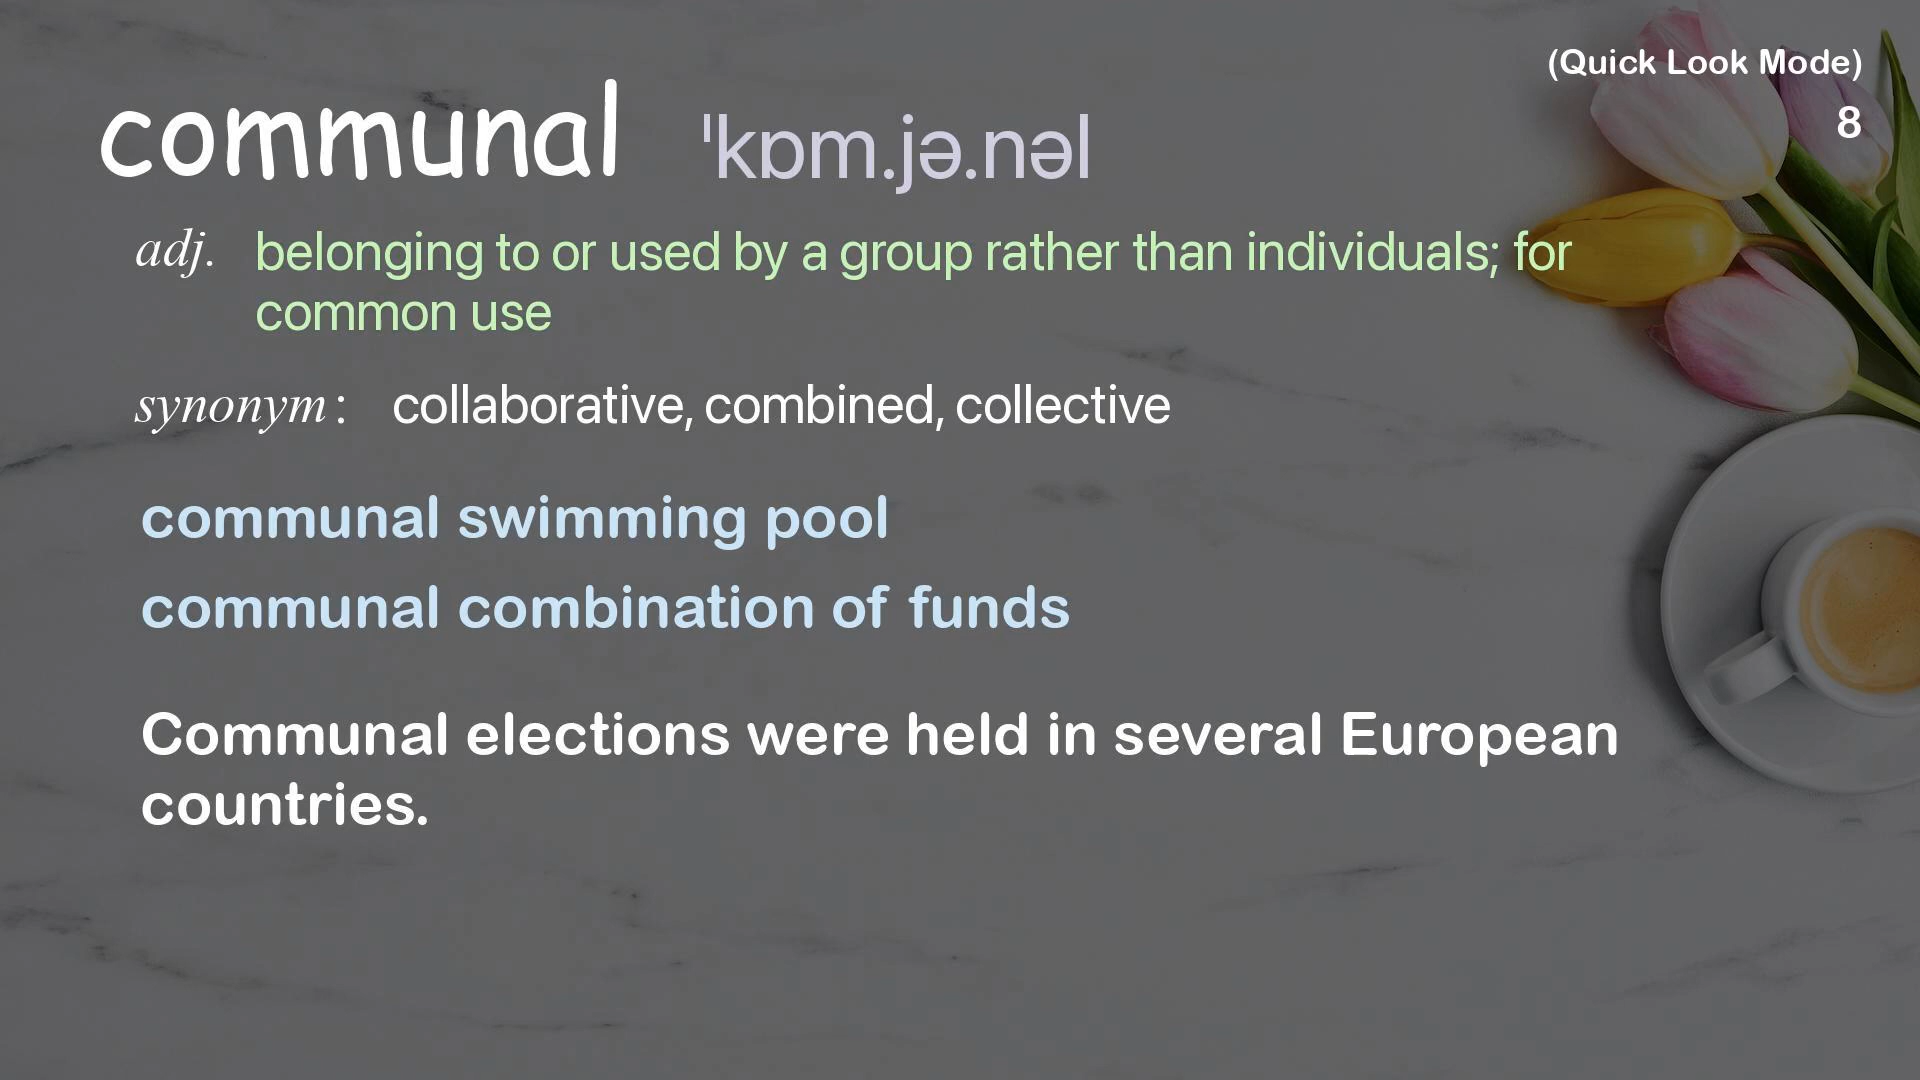 (Quick Look Mode)
8
communal ˈkɒm.jə.nəl
adj. belonging to or used by a group rather than individuals; for
common use
synonym: collaborative, combined, collective
communal swimming pool
communal combination of funds
Communal elections were held in several European
countries.